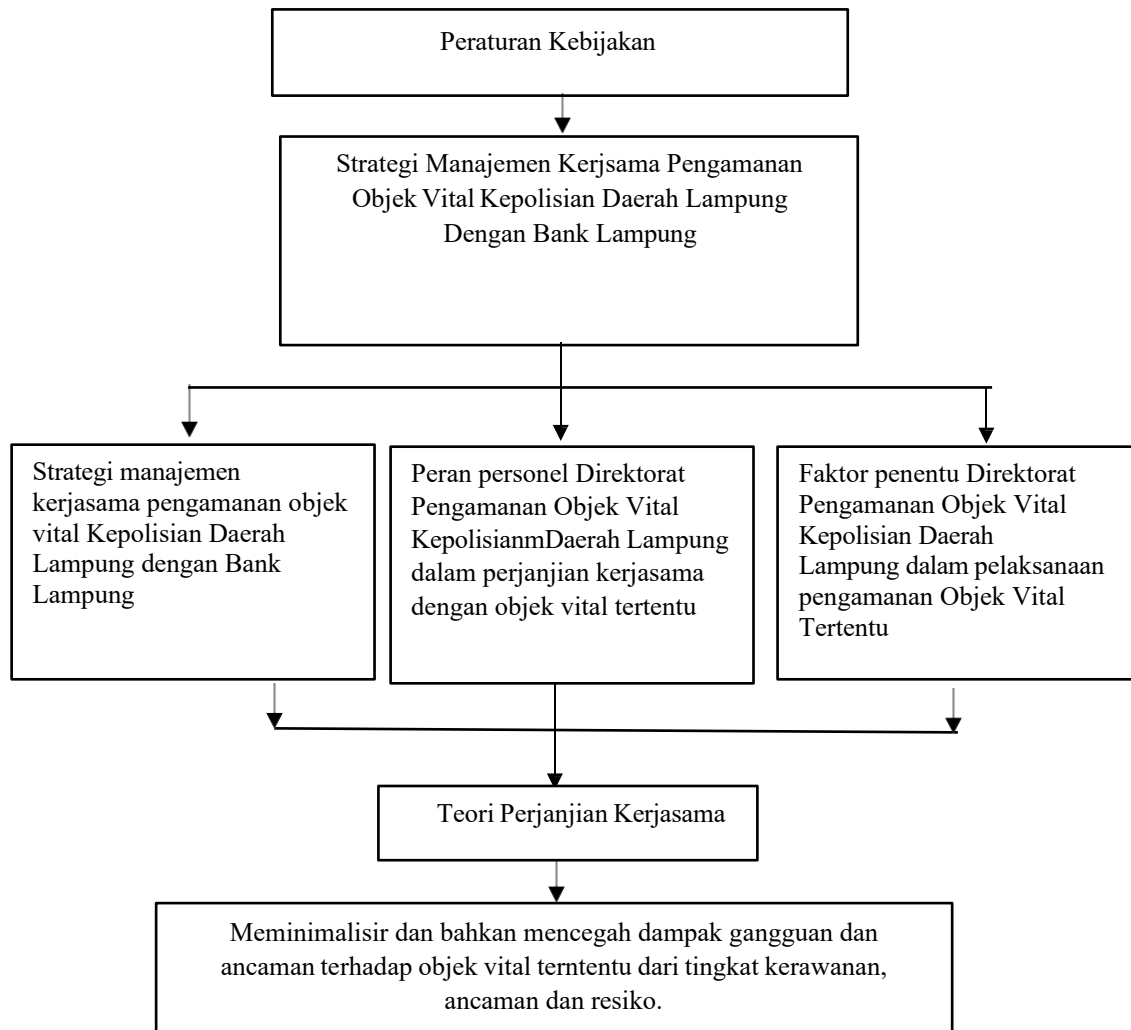 Peraturan Kebijakan
Strategi Manajemen Kerjsama Pengamanan
Objek Vital Kepolisian Daerah Lampung
Dengan Bank Lampung
Strategi manajemen
kerjasama pengamanan objek
vital Kepolisian Daerah
Lampung dengan Bank
Lampung
Peran personel Direktorat
Pengamanan Objek Vital
KepolisianmDaerah Lampung
dalam perjanjian kerjasama
dengan objek vital tertentu
Faktor penentu Direktorat
Pengamanan Objek Vital
Kepolisian Daerah
Lampung dalam pelaksanaan
pengamanan Objek Vital
Tertentu
Teori Perjanjian Kerjasama
Meminimalisir dan bahkan mencegah dampak gangguan dan
ancaman terhadap objek vital terntentu dari tingkat kerawanan,
ancaman dan resiko.